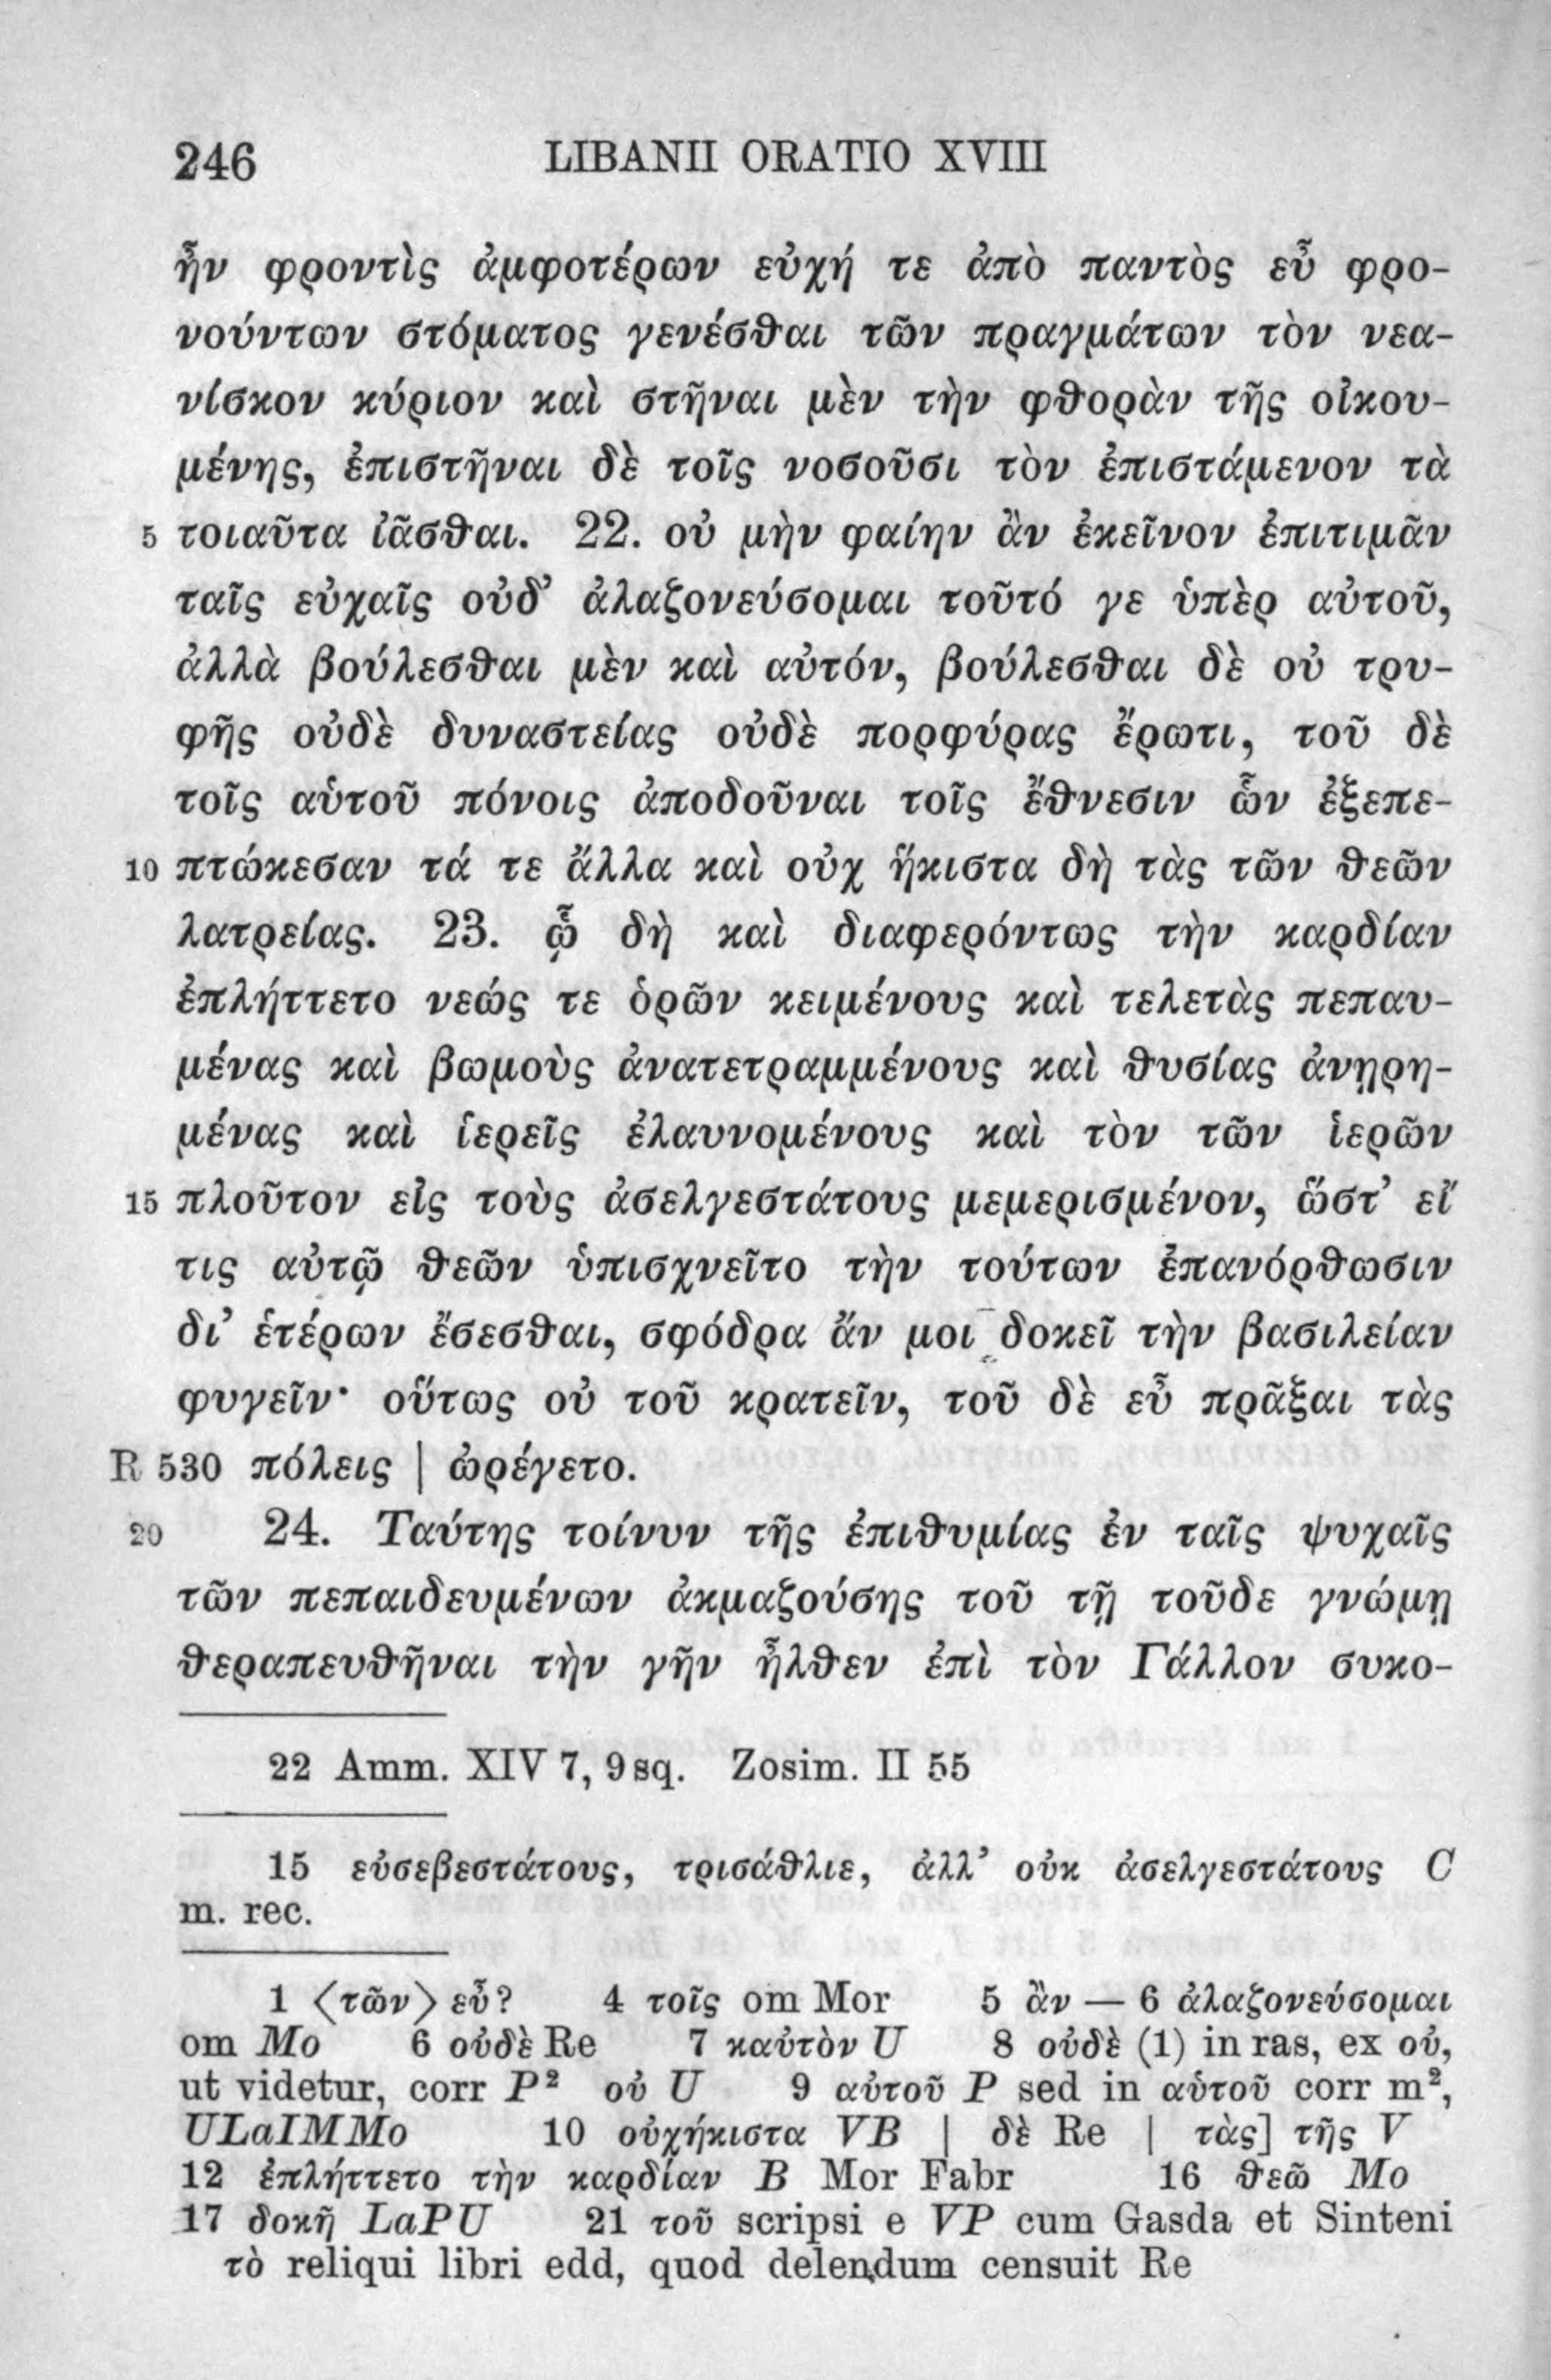 246 LIBANII ORATIO XVIII
ἦν φροντὶς ἀμφοτέρων εὐχή τε ἀπὸ παντὸς εὖ φρο-
νούντων στόματος γενέσθαι τῶν πραγμάτων τὸν νεα-
νίσκον κύριον καὶ στῆναι μὲν τὴν φθορὰν τῆς οἰκου-
μένης, ἐπιστῆναι δὲ τοῖς νοσοῦσι τὸν ἐπιστάμενον τὰ
5 τοιαῦτα ἰᾶσθαι. 22. οὐ μὴν φαίην ἂν ἐκεῖνον ἐπιτιμᾶν
ταῖς εὐχαῖς οὐδ’ ἀλαζονεύσομαι τοῦτό γε ὑπὲρ αὐτοῦ,
ἀλλὰ βούλεσθαι μὲν καὶ αὐτόν, βούλεσθαι δὲ οὐ τρυ-
φῆς οὐδὲ δυναστείας οὐδὲ πορφύρας ἔρωτι, τοῦ δὲ
τοῖς αὑτοῦ πόνοις ἀποδοῦναι τοῖς ἔθνεσιν ὧν ἐξεπε-
10 πτώκεσαν τά τε ἄλλα καὶ οὐχ ἥκιστα δὴ τὰς τῶν θεῶν
λατρείας. 23. ᾧ δὴ καὶ διαφερόντως τὴν καρδίαν
ἐπλήττετο νεώς τε ὁρῶν κειμένους καὶ τελετὰς πεπαυ-
μένας καὶ βωμοὺς ἀνατετραμμένους καὶ θυσίας ἀνῃρη-
μένας καὶ ἱερεῖς ἐλαυνομένους καὶ τὸν τῶν ἱερῶν
15 πλοῦτον εἰς τοὺς ἀσελγεστάτους μεμερισμένον, ὥστ’ εἴ
τις αὐτῷ θεῶν ὑπισχνεῖτο τὴν τούτων ἐπανόρθωσιν
δι’ ἑτέρων ἔσεσθαι, σφόδρα ἄν μοι δοκεῖ τὴν βασιλείαν
φυγεῖν· οὕτως οὐ τοῦ κρατεῖν, τοῦ δὲ εὖ πρᾶξαι τὰς
R 530 πόλεις | ὠρέγετο.
20 24. Ταύτης τοίνυν τῆς ἐπιθυμίας ἐν ταῖς ψυχαῖς
τῶν πεπαιδευμένων ἀκμαζούσης τοῦ τῇ τοῦδε γνώμῃ
θεραπευθῆναι τὴν γῆν ἦλθεν ἐπὶ τὸν Γάλλον συκο-
22 Amm. XIV 7, 9 sq. Zosim. II 55
15 εὐσεβεστάτους, τρισάθλιε, ἀλλ’ οὐκ ἀσελγεστάτους C
m. rec.
1 ⟨τῶν⟩ εὖ? 4 τοῖς om Mor 5 ἂν — 6 ἀλαζονεύσομαι
om Mo 6 οὐδὲ Re 7 καὐτὸν U 8 οὐδὲ (1) in ras, ex οὐ,
ut videtur, corr P² οὐ U 9 αὐτοῦ P sed in αὑτοῦ corr m²,
ULaIMMo 10 οὐχήκιστα VB | δὲ Re | τὰς] τῆς V
12 ἐπλήττετο τὴν καρδίαν B Mor Fabr 16 θεῶ Mo
17 δοκῆ LaPU 21 τοῦ scripsi e VP cum Gasda et Sinteni
τὸ reliqui libri edd, quod delendum censuit Re